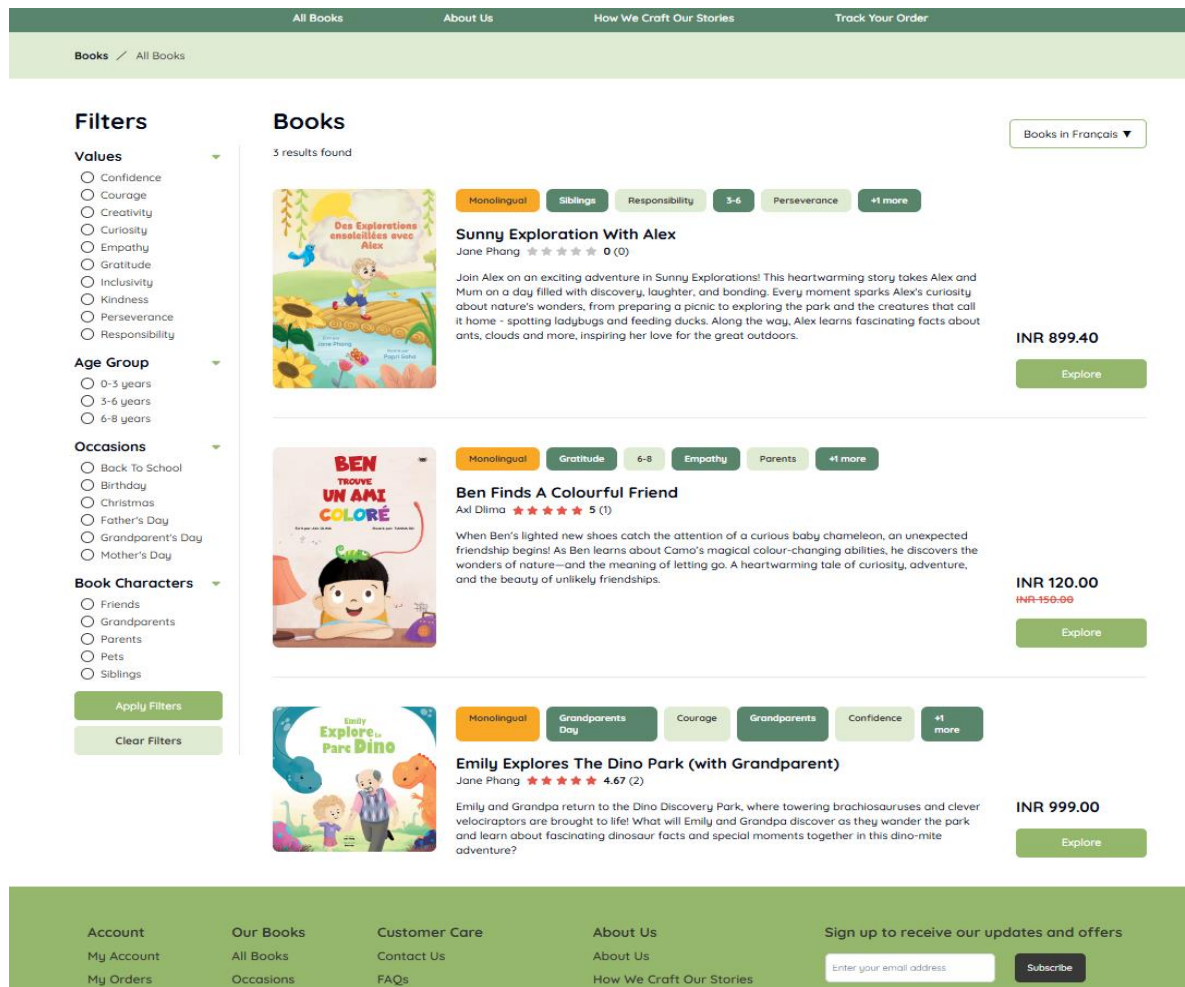 All Books About Us How We Craft Our Stories Track Your Order
Books / All Books
Filters
Values
Confidence
Courage
Creativity
Curiosity
Empathy
Gratitude
Inclusivity
Kindness
Perseverance
Responsibility
Age Group
0-3 years
3-6 years
6-8 years
Occasions
Back To School
Birthday
Christmas
Father's Day
Grandparent's Day
Mother's Day
Book Characters
Friends
Grandparents
Parents
Pets
Siblings
Apply Filters
Clear Filters
Books
3 results found
Books in Français ▼
Des Explorations
ensoleillées avec
Alex
Jane Phang
Monolingual Siblings Responsibility 3-6 Perseverance +1 more
Sunny Exploration With Alex
Jane Phang 0 (0)
Join Alex on an exciting adventure in Sunny Explorations! This heartwarming story takes Alex and
Mum on a day filled with discovery, laughter, and bonding. Every moment sparks Alex's curiosity
about nature's wonders, from preparing a picnic to exploring the park and the creatures that call
it home - spotting ladybugs and feeding ducks. Along the way, Alex learns fascinating facts about
ants, clouds and more, inspiring her love for the great outdoors.
INR 899.40
Explore
BEN
TROUVE
UN AMI
COLORÉ
Monolingual Gratitude 6-8 Empathy Parents +1 more
Ben Finds A Colourful Friend
Axl Dlima 5 (1)
When Ben's lighted new shoes catch the attention of a curious baby chameleon, an unexpected
friendship begins! As Ben learns about Camo's magical colour-changing abilities, he discovers the
wonders of nature—and the meaning of letting go. A heartwarming tale of curiosity, adventure,
and the beauty of unlikely friendships.
INR 120.00
INR 150.00
Explore
Emily
Explore Le
Parc Dino
Monolingual Grandparents Day Courage Grandparents Confidence +1 more
Emily Explores The Dino Park (with Grandparent)
Jane Phang 4.67 (2)
Emily and Grandpa return to the Dino Discovery Park, where towering brachiosauruses and clever
velociraptors are brought to life! What will Emily and Grandpa discover as they wander the park
and learn about fascinating dinosaur facts and special moments together in this dino-mite
adventure?
INR 999.00
Explore
Account
My Account
My Orders
Our Books
All Books
Occasions
Customer Care
Contact Us
FAQs
About Us
About Us
How We Craft Our Stories
Sign up to receive our updates and offers
Enter your email address
Subscribe